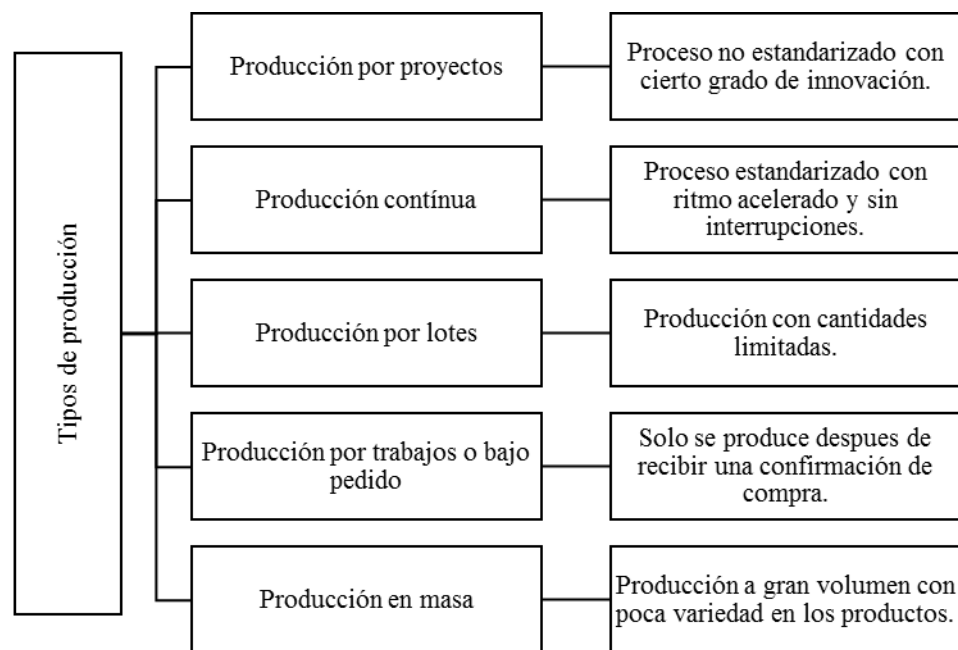 Tipos de producción
Producción por proyectos
Proceso no estandarizado con
cierto grado de innovación.
Producción contínua
Proceso estandarizado con
ritmo acelerado y sin
interrupciones.
Producción por lotes
Producción con cantidades
limitadas.
Producción por trabajos o bajo
pedido
Solo se produce despues de
recibir una confirmación de
compra.
Producción en masa
Producción a gran volumen con
poca variedad en los productos.